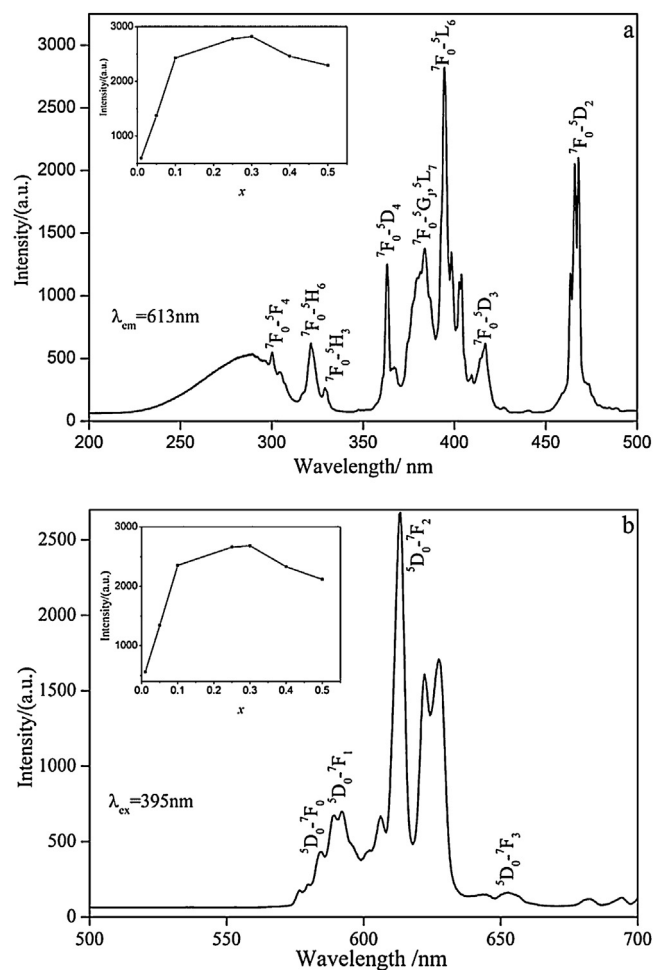 a
3000
2500
2000
1500
1000
500
0
Intensity/(a.u.)
200 250 300 350 400 450 500
Wavelength/ nm
λem=613nm
⁷F₀-⁵F₄
⁷F₀-⁵H₆
⁷F₀-⁵H₃
⁷F₀-⁵D₄
⁷F₀-⁵G_J,⁵L₇
⁷F₀-⁵L₆
⁷F₀-⁵D₃
⁷F₀-⁵D₂
3000
2000
1000
Intensity/(a.u.)
0.0 0.1 0.2 0.3 0.4 0.5
x
b
2500
2000
1500
1000
500
0
Intensity/(a.u.)
500 550 600 650 700
Wavelength /nm
λex=395nm
⁵D₀-⁷F₀
⁵D₀-⁷F₁
⁵D₀-⁷F₂
⁵D₀-⁷F₃
3000
2000
1000
Intensity/(a.u.)
0.0 0.1 0.2 0.3 0.4 0.5
x